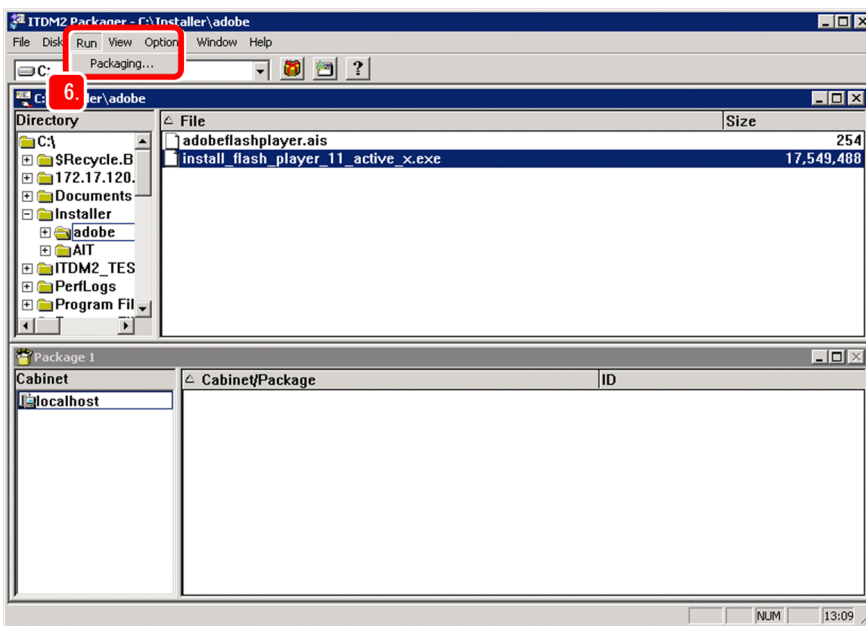 ITDM2 Packager - C:\Installer\adobe
File Disk Run View Option Window Help
Packaging...
C:
6.
C: ler\adobe
Directory
File
Size
C:\
$Recycle.B
172.17.120.
Documents
Installer
adobe
AIT
ITDM2_TES
PerfLogs
Program Fil
adobeflashplayer.ais 254
install_flash_player_11_active_x.exe 17,549,488
Package 1
Cabinet
Cabinet/Package
ID
localhost
NUM 13:09